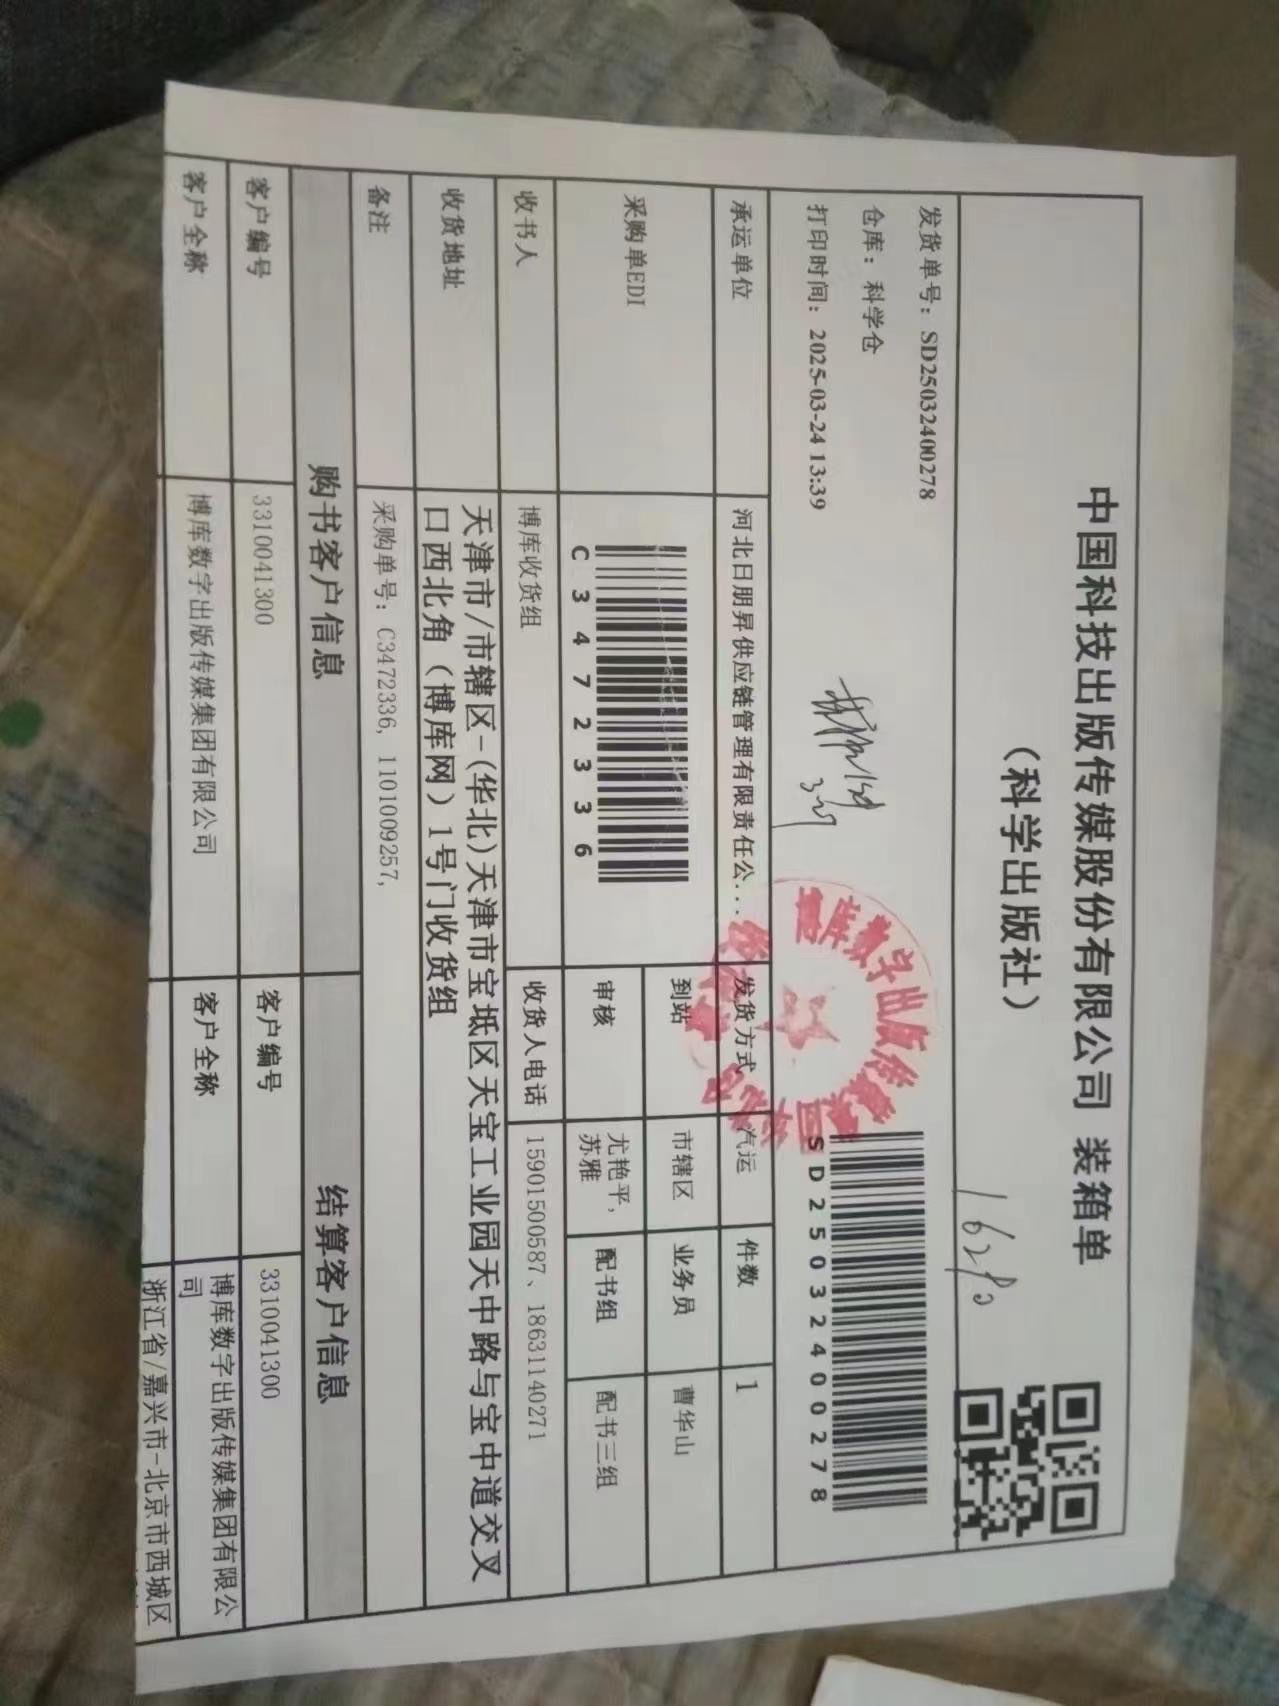 中国科技出版传媒股份有限公司 装箱单
（科学出版社）
162
发货单号：SD25032400278
仓库：科学仓
打印时间：2025-03-24 13:39
SD25032400278
博库数字出版传媒集团
承运单位 河北日朋昇供应链管理有限责任公... 发货方式 汽运 件数 1
采购单EDI C3472336 到站 市辖区 业务员 曹华山
审核 尤艳平,
苏雅 配书组 配书三组
收书人 博库收货组 收货人电话 15901500587、18631140271
收货地址 天津市/市辖区-(华北)天津市宝坻区天宝工业园天中路与宝中道交叉
口西北角（博库网）1号门收货组
备注 采购单号：C3472336, 1101009257,
购书客户信息 结算客户信息
客户编号 3310041300 客户编号 3310041300
客户全称 博库数字出版传媒集团有限公司 客户全称 博库数字出版传媒集团有限公
司
浙江省/嘉兴市-北京市西城区